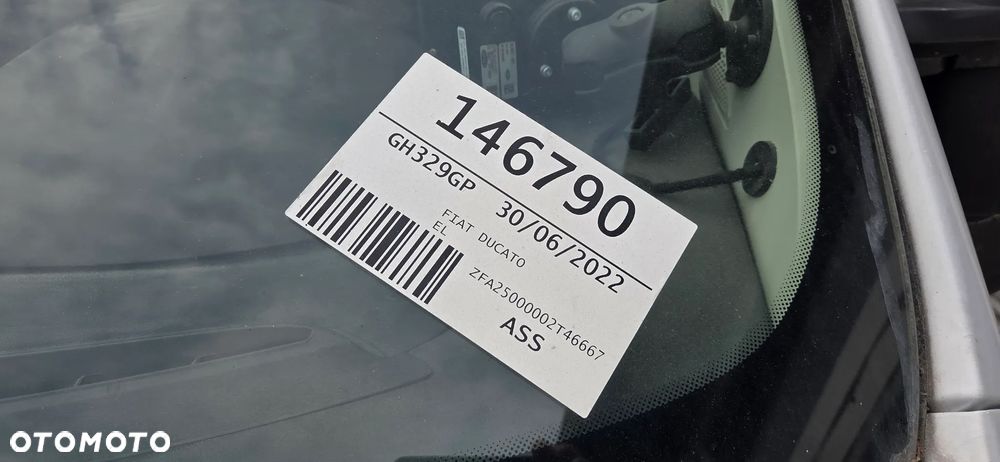 146790
GH329GP 30/06/2022
FIAT DUCATO
EL
ZFA25000002T46667
ASS
OTOMOTO